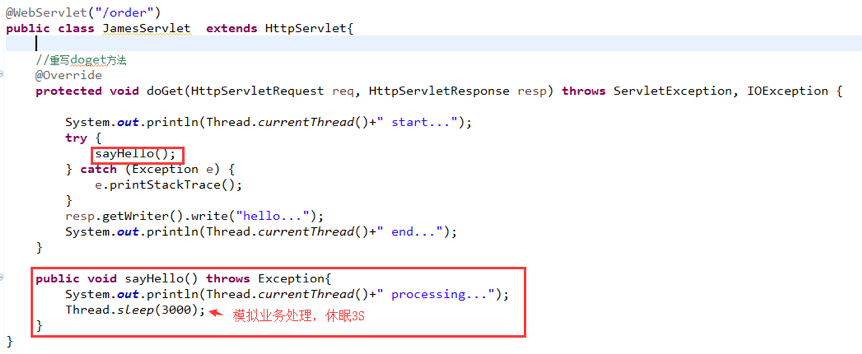 @WebServlet("/order")
public class JamesServlet  extends HttpServlet{
//重写doget方法
@Override
protected void doGet(HttpServletRequest req, HttpServletResponse resp) throws ServletException, IOException {
System.out.println(Thread.currentThread()+" start...");
try {
sayHello();
} catch (Exception e) {
e.printStackTrace();
}
resp.getWriter().write("hello...");
System.out.println(Thread.currentThread()+" end...");
}
public void sayHello() throws Exception{
System.out.println(Thread.currentThread()+" processing...");
Thread.sleep(3000); 模拟业务处理，休眠3S
}
}